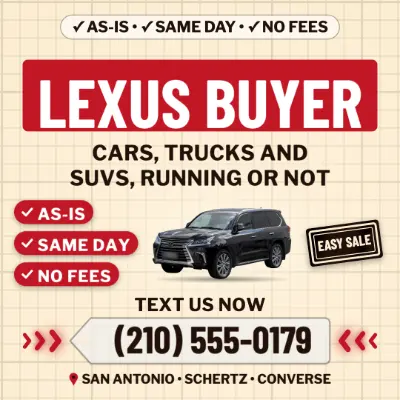 ✓ AS-IS • ✓ SAME DAY • ✓ NO FEES
LEXUS BUYER
CARS, TRUCKS AND
SUVS, RUNNING OR NOT
✓ AS-IS
✓ SAME DAY
✓ NO FEES
EASY SALE
TEXT US NOW
(210) 555-0179
SAN ANTONIO • SCHERTZ • CONVERSE